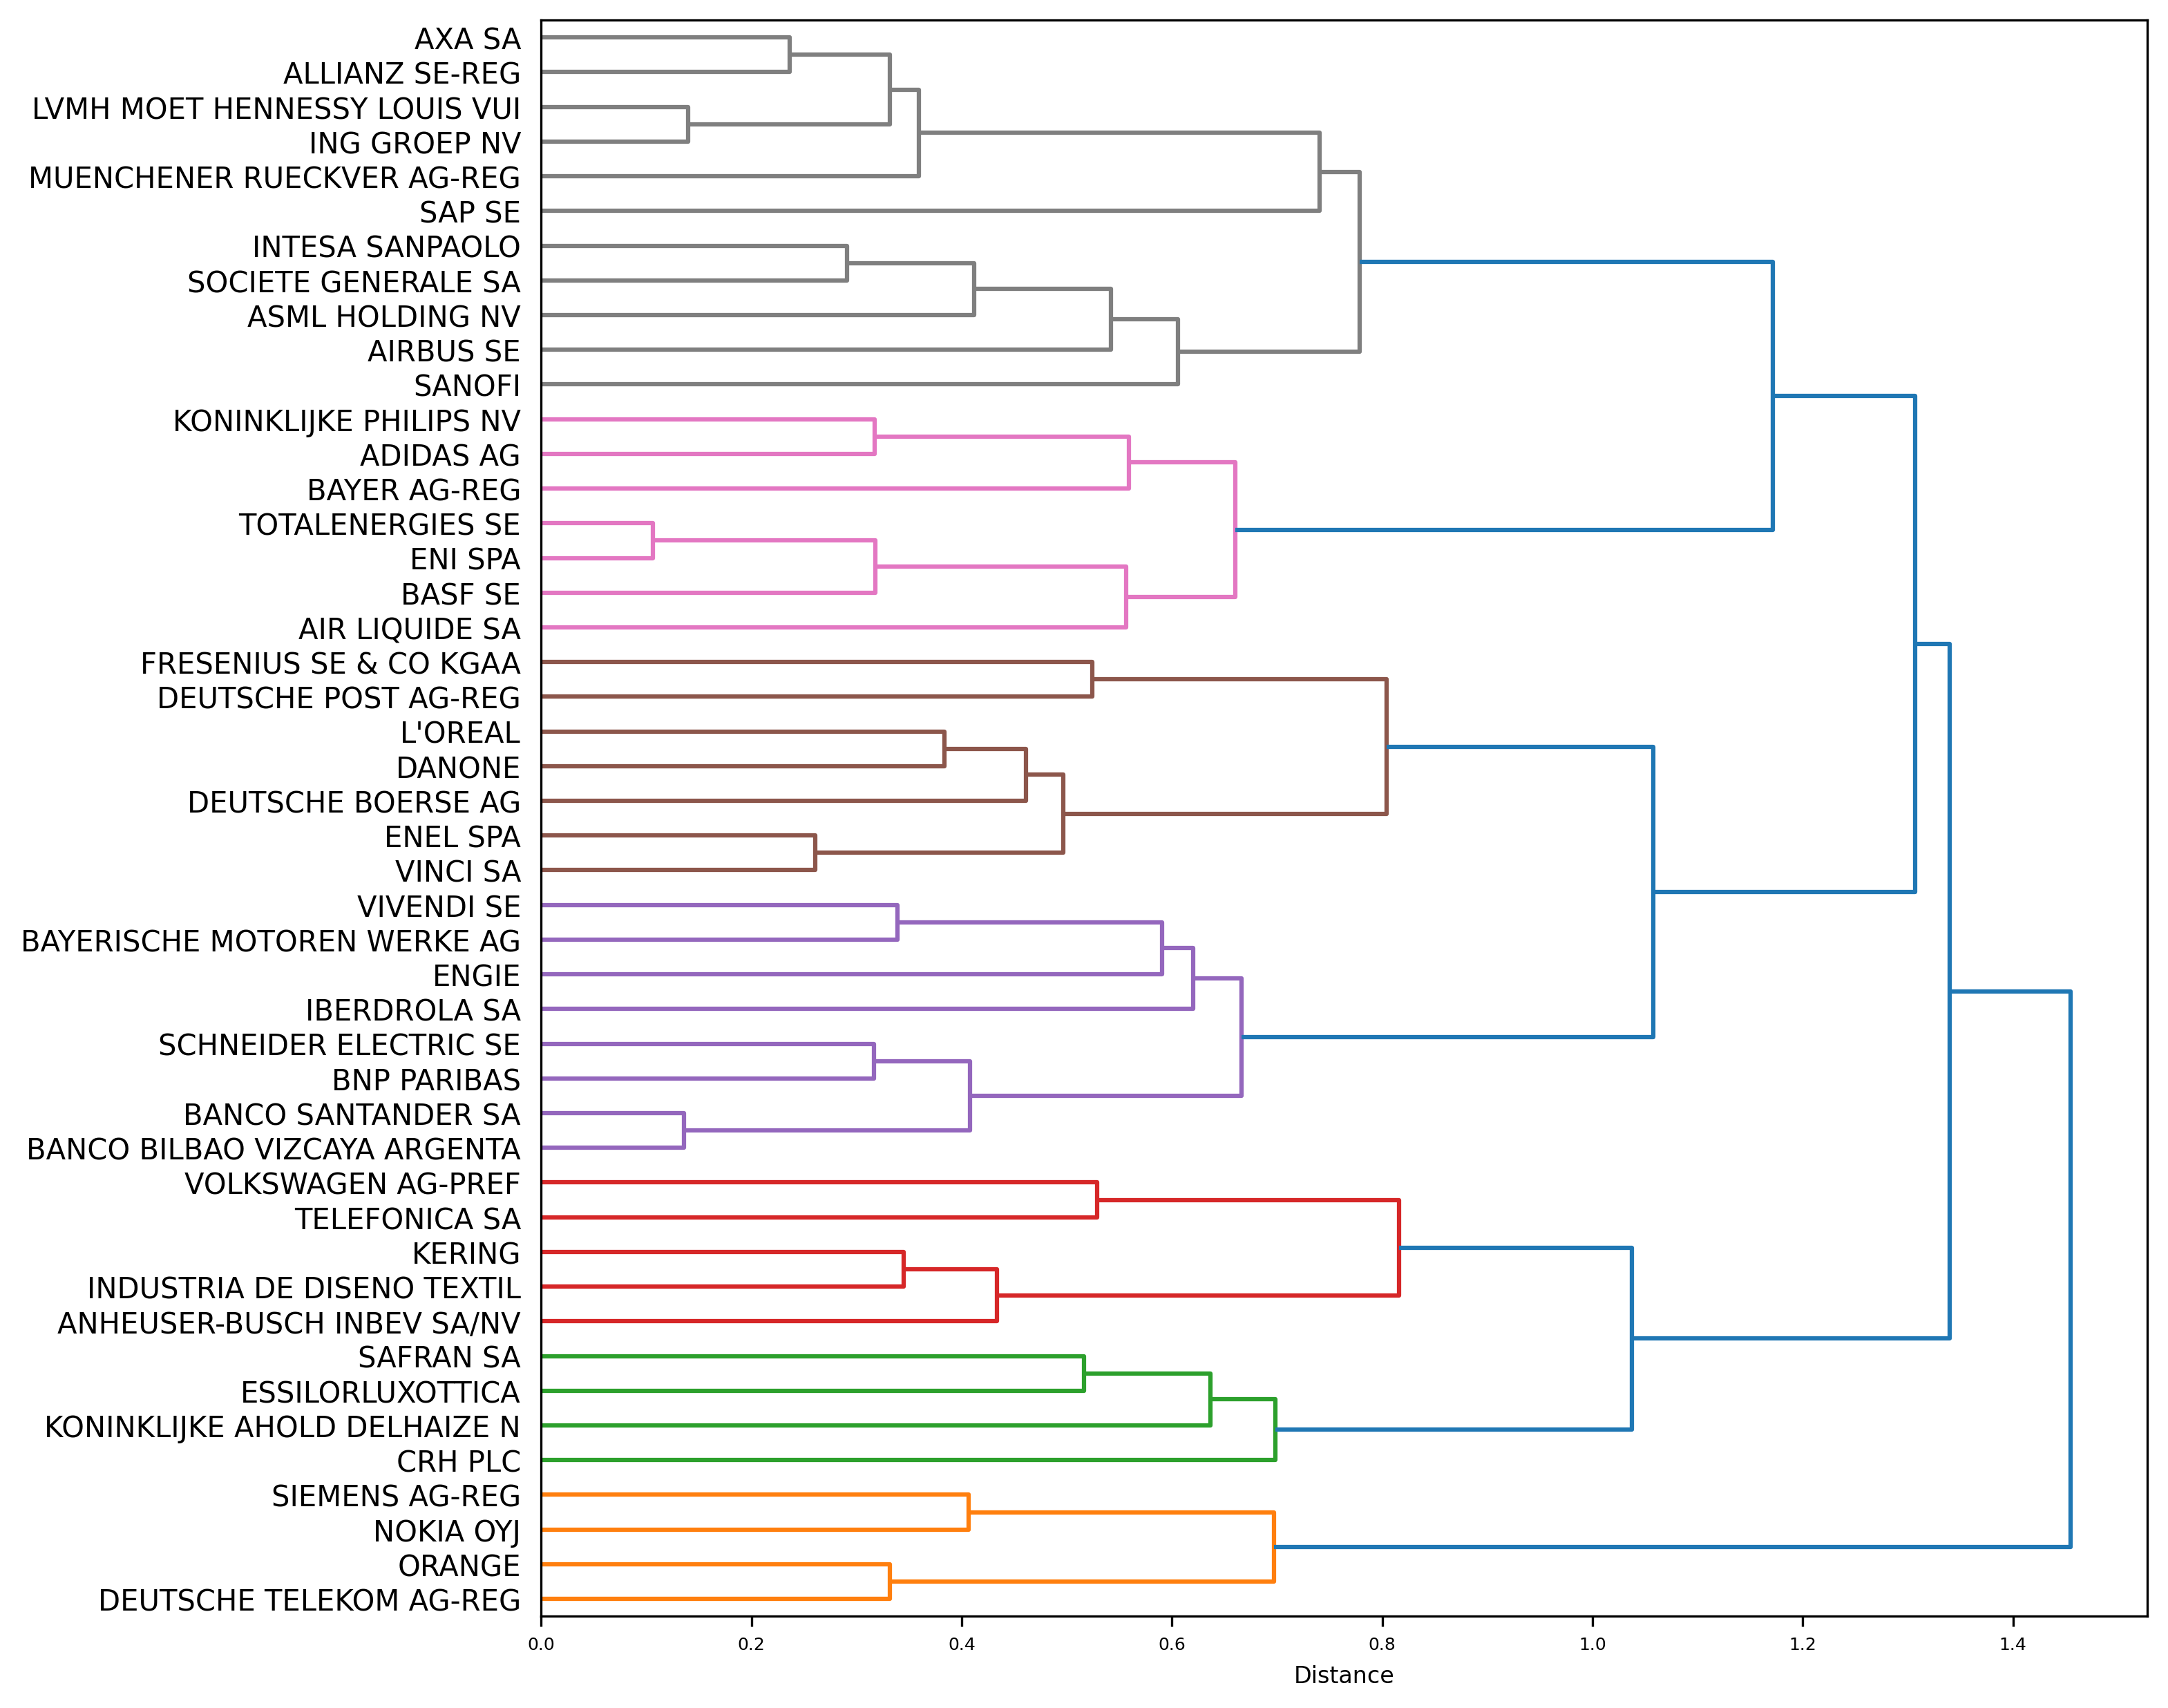 AXA SA
ALLIANZ SE-REG
LVMH MOET HENNESSY LOUIS VUI
ING GROEP NV
MUENCHENER RUECKVER AG-REG
SAP SE
INTESA SANPAOLO
SOCIETE GENERALE SA
ASML HOLDING NV
AIRBUS SE
SANOFI
KONINKLIJKE PHILIPS NV
ADIDAS AG
BAYER AG-REG
TOTALENERGIES SE
ENI SPA
BASF SE
AIR LIQUIDE SA
FRESENIUS SE & CO KGAA
DEUTSCHE POST AG-REG
L'OREAL
DANONE
DEUTSCHE BOERSE AG
ENEL SPA
VINCI SA
VIVENDI SE
BAYERISCHE MOTOREN WERKE AG
ENGIE
IBERDROLA SA
SCHNEIDER ELECTRIC SE
BNP PARIBAS
BANCO SANTANDER SA
BANCO BILBAO VIZCAYA ARGENTA
VOLKSWAGEN AG-PREF
TELEFONICA SA
KERING
INDUSTRIA DE DISENO TEXTIL
ANHEUSER-BUSCH INBEV SA/NV
SAFRAN SA
ESSILORLUXOTTICA
KONINKLIJKE AHOLD DELHAIZE N
CRH PLC
SIEMENS AG-REG
NOKIA OYJ
ORANGE
DEUTSCHE TELEKOM AG-REG
0.0 0.2 0.4 0.6 0.8 1.0 1.2 1.4
Distance